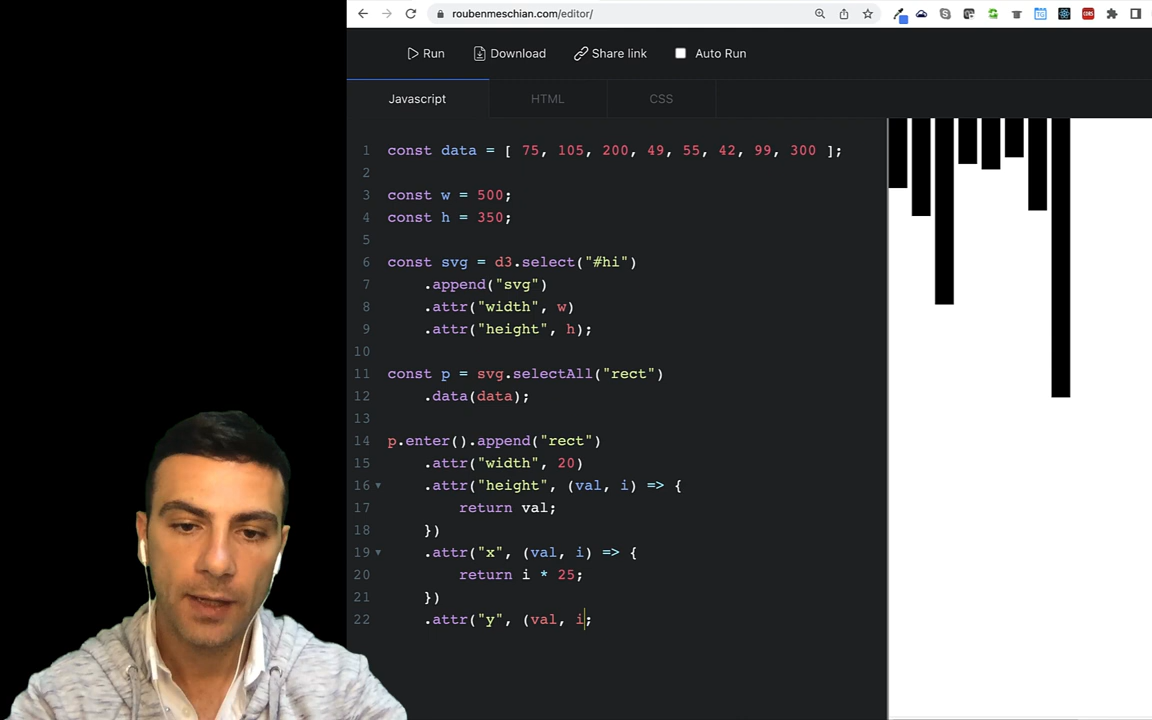 roubenmeschian.com/editor/
Run Download Share link Auto Run
Javascript HTML CSS
1 const data = [ 75, 105, 200, 49, 55, 42, 99, 300 ];
2
3 const w = 500;
4 const h = 350;
5
6 const svg = d3.select("#hi")
7 .append("svg")
8 .attr("width", w)
9 .attr("height", h);
10
11 const p = svg.selectAll("rect")
12 .data(data);
13
14 p.enter().append("rect")
15 .attr("width", 20)
16 .attr("height", (val, i) => {
17 return val;
18 })
19 .attr("x", (val, i) => {
20 return i * 25;
21 })
22 .attr("y", (val, i;